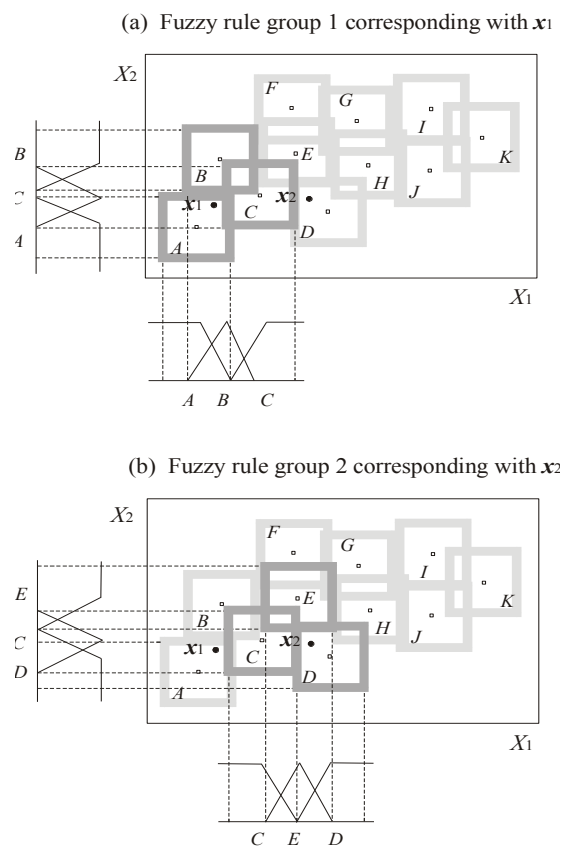 (a) Fuzzy rule group 1 corresponding with x1
X2
F
G
I
B
E
K
B
H
J
C
x1
C
x2
D
A
A
X1
A B C
(b) Fuzzy rule group 2 corresponding with x2
X2
F
G
I
E
E
K
B
H
J
C
x1
C
x2
D
D
A
X1
C E D